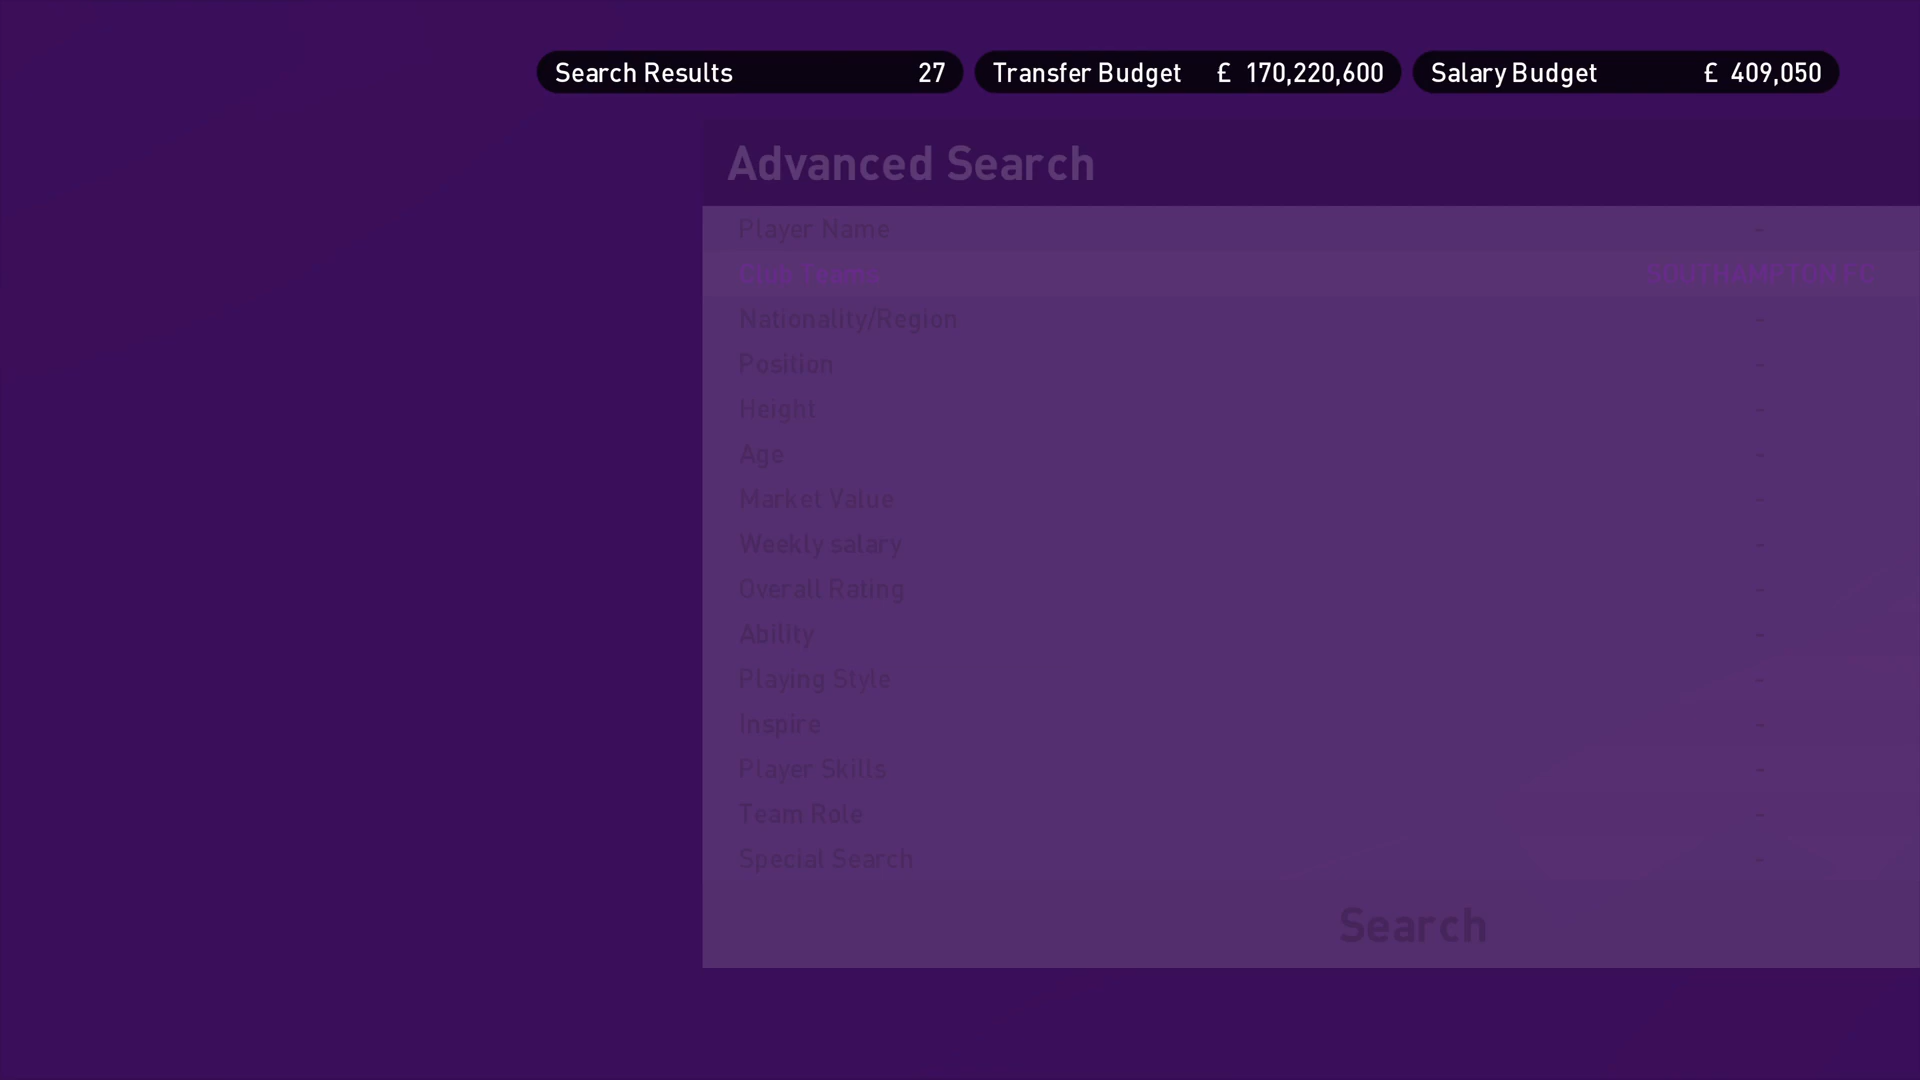 Search Results 27 Transfer Budget £ 170,220,600 Salary Budget £ 409,050
Advanced Search
Player Name -
Club Teams SOUTHAMPTON FC
Nationality/Region -
Position -
Height -
Age -
Market Value -
Weekly salary -
Overall Rating -
Ability -
Playing Style -
Inspire -
Player Skills -
Team Role -
Special Search -
Search